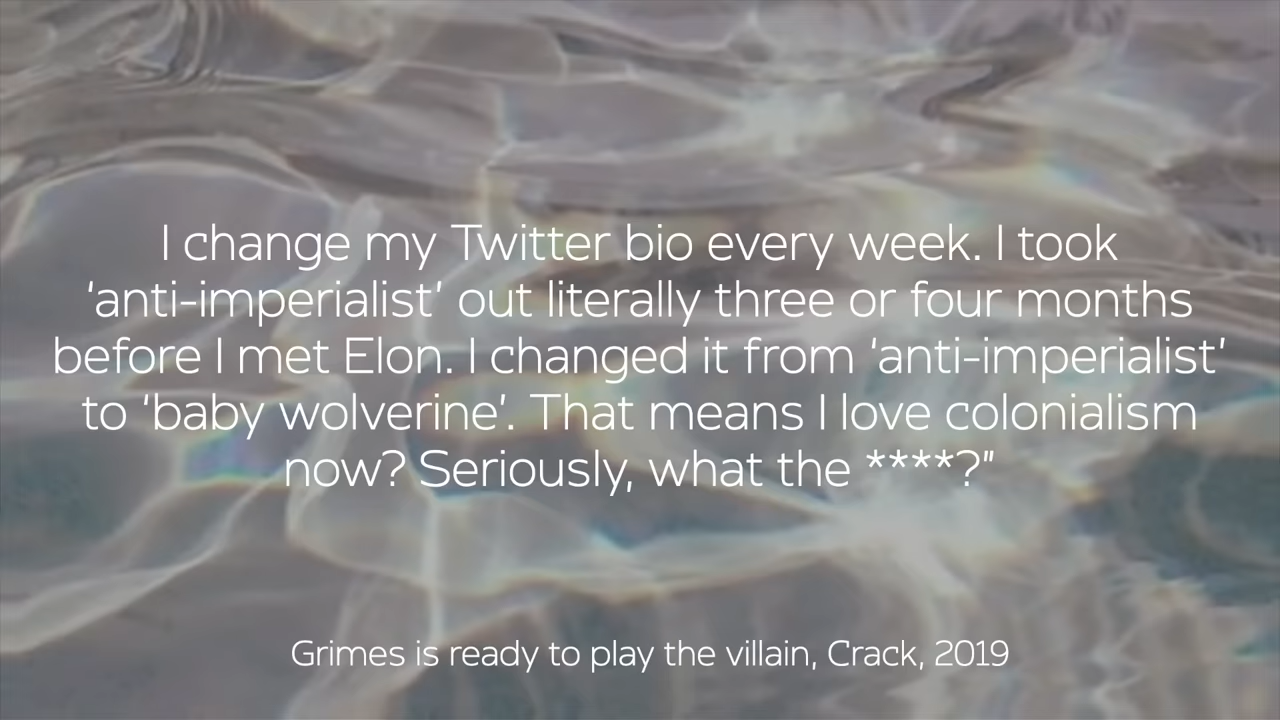 I change my Twitter bio every week. I took
‘anti-imperialist’ out literally three or four months
before I met Elon. I changed it from ‘anti-imperialist’
to ‘baby wolverine’. That means I love colonialism
now? Seriously, what the ****?”
Grimes is ready to play the villain, Crack, 2019